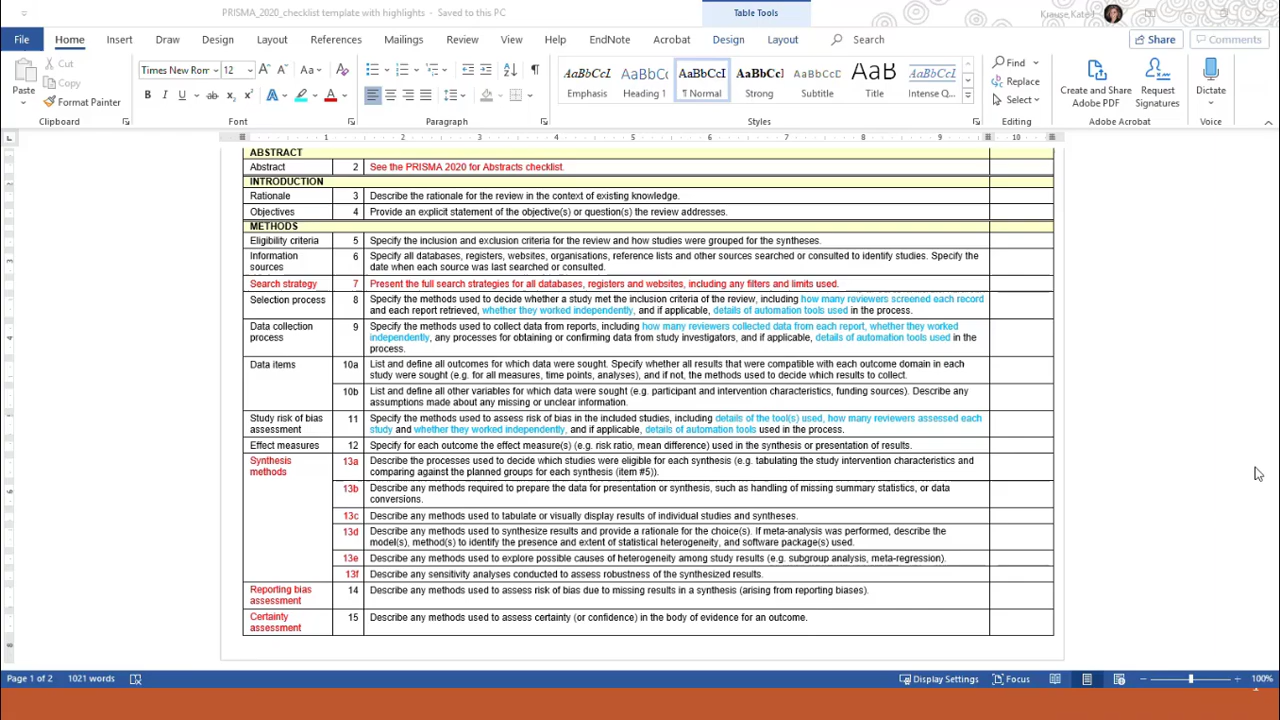 PRISMA_2020_checklist template with highlights - Saved to this PC
Table Tools
File Home Insert Draw Design Layout References Mailings Review View Help EndNote Acrobat Design Layout Search Share Comments
Paste
Cut
Copy
Format Painter
Clipboard
Times New Rom 12
Font
Paragraph
AaBbCcI AaBbCc AaBbCcI AaBbCcI AaBbCcI AaB AaBbCcI
Emphasis Heading 1 ¶ Normal Strong Subtitle Title Intense Q...
Styles
Find
Replace
Select
Editing
Create and Share Adobe PDF
Request Signatures
Adobe Acrobat
Dictate
Voice
1 2 3 4 5 6 7 8 9 10
ABSTRACT
Abstract 2 See the PRISMA 2020 for Abstracts checklist.
INTRODUCTION
Rationale 3 Describe the rationale for the review in the context of existing knowledge.
Objectives 4 Provide an explicit statement of the objective(s) or question(s) the review addresses.
METHODS
Eligibility criteria 5 Specify the inclusion and exclusion criteria for the review and how studies were grouped for the syntheses.
Information sources 6 Specify all databases, registers, websites, organisations, reference lists and other sources searched or consulted to identify studies. Specify the
date when each source was last searched or consulted.
Search strategy 7 Present the full search strategies for all databases, registers and websites, including any filters and limits used.
Selection process 8 Specify the methods used to decide whether a study met the inclusion criteria of the review, including how many reviewers screened each record
and each report retrieved, whether they worked independently, and if applicable, details of automation tools used in the process.
Data collection process 9 Specify the methods used to collect data from reports, including how many reviewers collected data from each report, whether they worked
independently, any processes for obtaining or confirming data from study investigators, and if applicable, details of automation tools used in the
process.
Data items 10a List and define all outcomes for which data were sought. Specify whether all results that were compatible with each outcome domain in each
study were sought (e.g. for all measures, time points, analyses), and if not, the methods used to decide which results to collect.
10b List and define all other variables for which data were sought (e.g. participant and intervention characteristics, funding sources). Describe any
assumptions made about any missing or unclear information.
Study risk of bias assessment 11 Specify the methods used to assess risk of bias in the included studies, including details of the tool(s) used, how many reviewers assessed each
study and whether they worked independently, and if applicable, details of automation tools used in the process.
Effect measures 12 Specify for each outcome the effect measure(s) (e.g. risk ratio, mean difference) used in the synthesis or presentation of results.
Synthesis methods 13a Describe the processes used to decide which studies were eligible for each synthesis (e.g. tabulating the study intervention characteristics and
comparing against the planned groups for each synthesis (item #5)).
13b Describe any methods required to prepare the data for presentation or synthesis, such as handling of missing summary statistics, or data
conversions.
13c Describe any methods used to tabulate or visually display results of individual studies and syntheses.
13d Describe any methods used to synthesize results and provide a rationale for the choice(s). If meta-analysis was performed, describe the
model(s), method(s) to identify the presence and extent of statistical heterogeneity, and software package(s) used.
13e Describe any methods used to explore possible causes of heterogeneity among study results (e.g. subgroup analysis, meta-regression).
13f Describe any sensitivity analyses conducted to assess robustness of the synthesized results.
Reporting bias assessment 14 Describe any methods used to assess risk of bias due to missing results in a synthesis (arising from reporting biases).
Certainty assessment 15 Describe any methods used to assess certainty (or confidence) in the body of evidence for an outcome.
Page 1 of 2 1021 words Display Settings Focus 100%